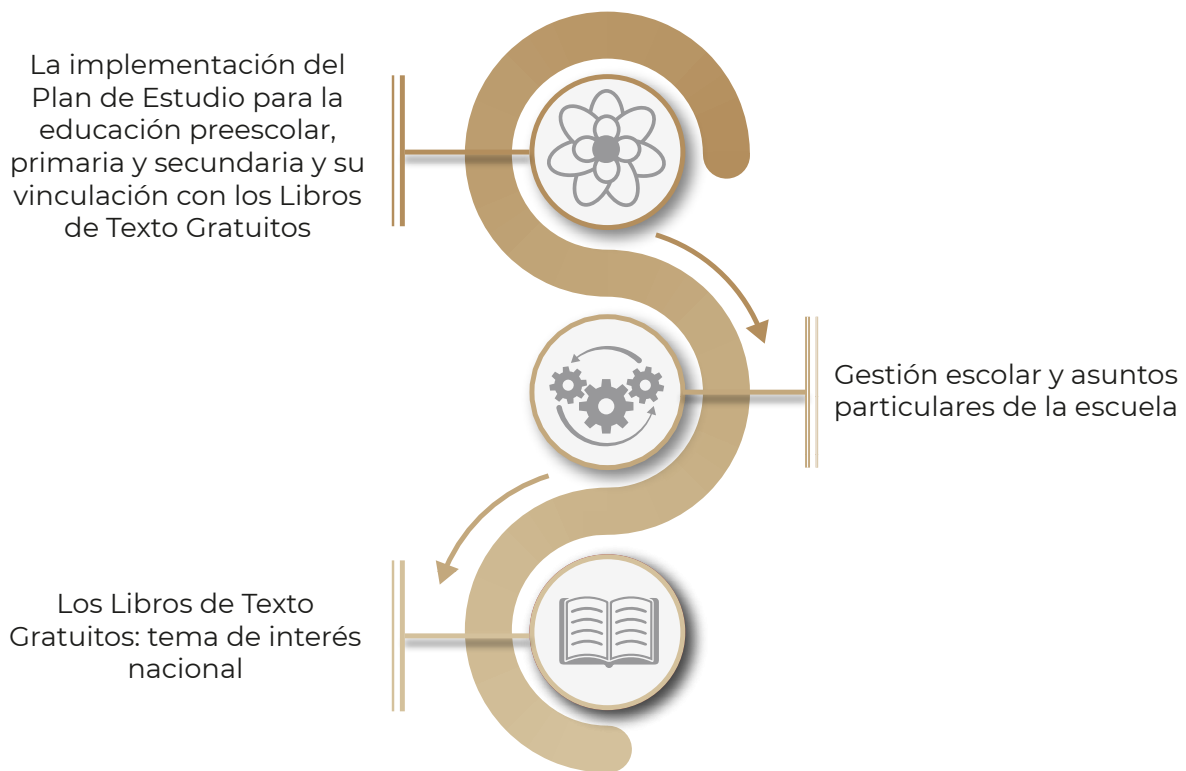 La implementación del
Plan de Estudio para la
educación preescolar,
primaria y secundaria y su
vinculación con los Libros
de Texto Gratuitos
Gestión escolar y asuntos
particulares de la escuela
Los Libros de Texto
Gratuitos: tema de interés
nacional